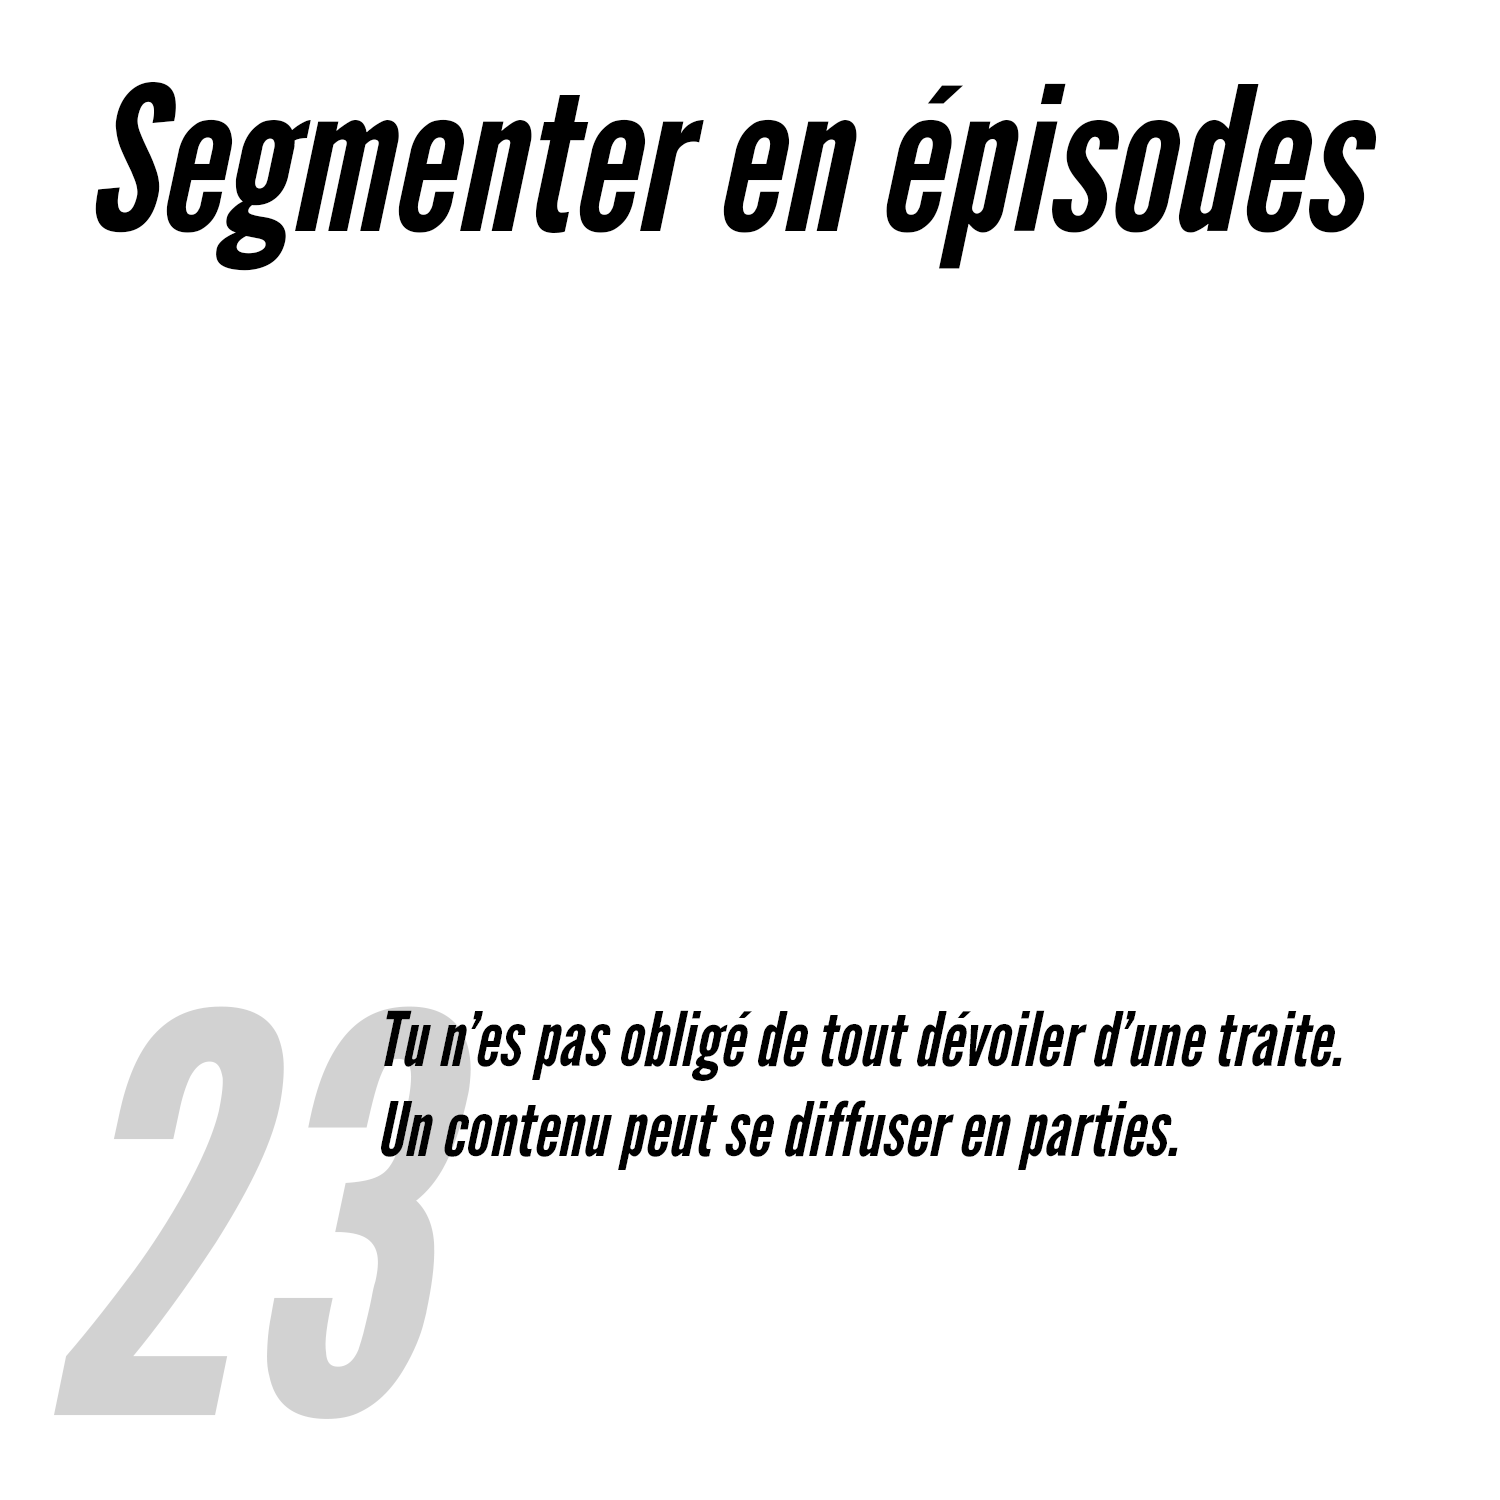 Segmenter en épisodes
Tu n’es pas obligé de tout dévoiler d’une traite.
Un contenu peut se diffuser en parties.
23